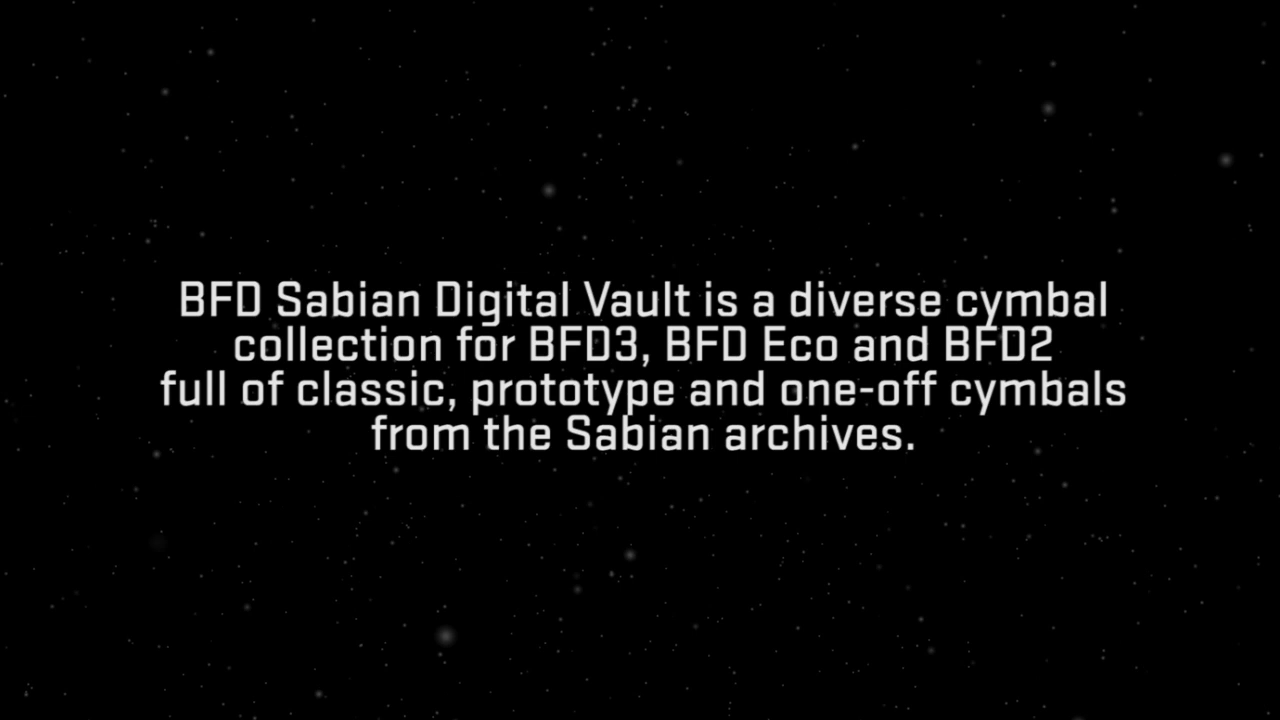 BFD Sabian Digital Vault is a diverse cymbal
collection for BFD3, BFD Eco and BFD2
full of classic, prototype and one-off cymbals
from the Sabian archives.